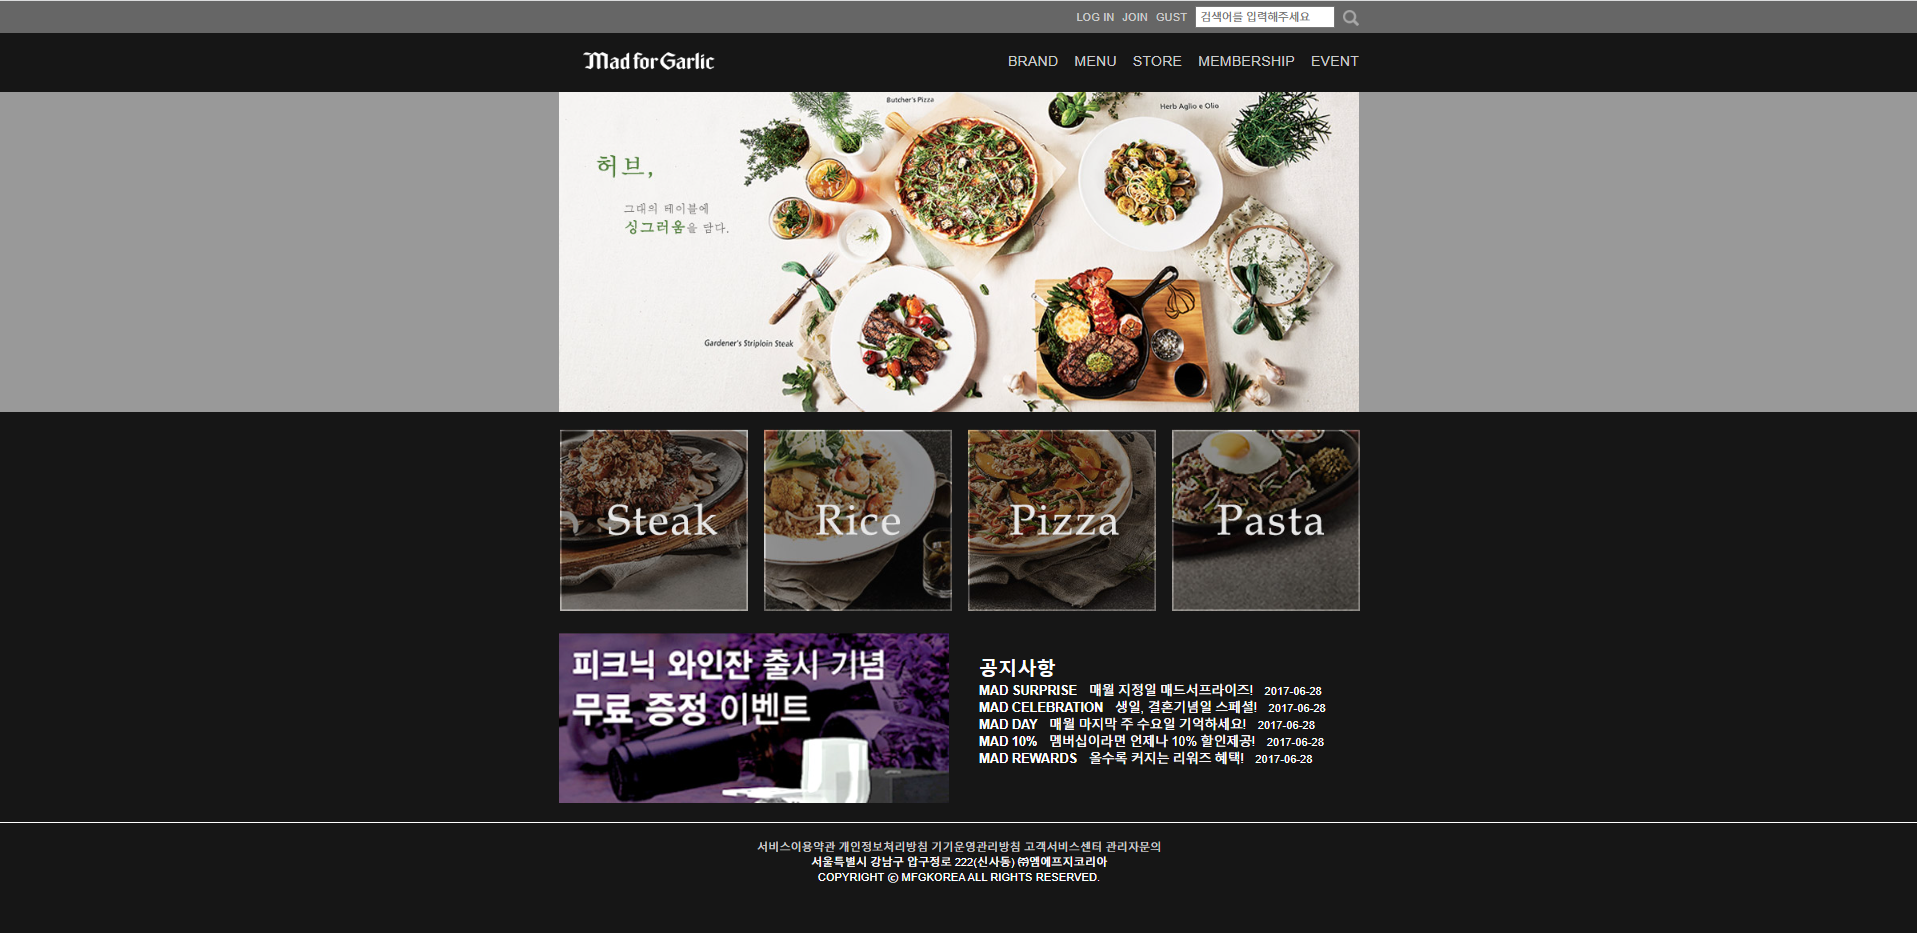 LOG IN JOIN GUST 검색어를 입력해주세요
Mad for Garlic
BRAND MENU STORE MEMBERSHIP EVENT
Butcher's Pizza
Herb Aglio e Olio
허브,
그대의 테이블에
싱그러움을 담다.
Gardener's Striploin Steak
Steak Rice Pizza Pasta
피크닉 와인잔 출시 기념
무료 증정 이벤트
공지사항
MAD SURPRISE 매월 지정일 매드서프라이즈! 2017-06-28
MAD CELEBRATION 생일, 결혼기념일 스페셜! 2017-06-28
MAD DAY 매월 마지막 주 수요일 기억하세요! 2017-06-28
MAD 10% 멤버십이라면 언제나 10% 할인제공! 2017-06-28
MAD REWARDS 올수록 커지는 리워즈 혜택! 2017-06-28
서비스이용약관 개인정보처리방침 기기운영관리방침 고객서비스센터 관리자문의
서울특별시 강남구 압구정로 222(신사동) ㈜엠에프지코리아
COPYRIGHT ⓒ MFGKOREA ALL RIGHTS RESERVED.